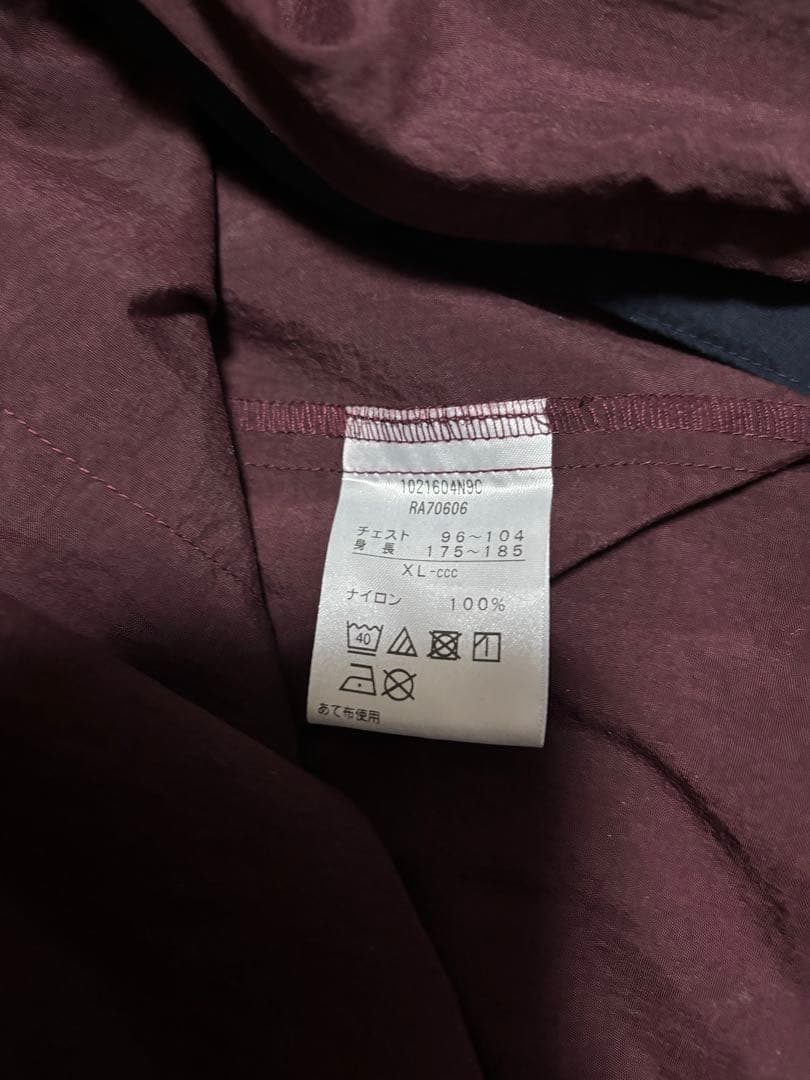 1021604N9C
RA70606
チェスト 96～104
身長 175～185
XL-ccc
ナイロン 100%
40
あて布使用